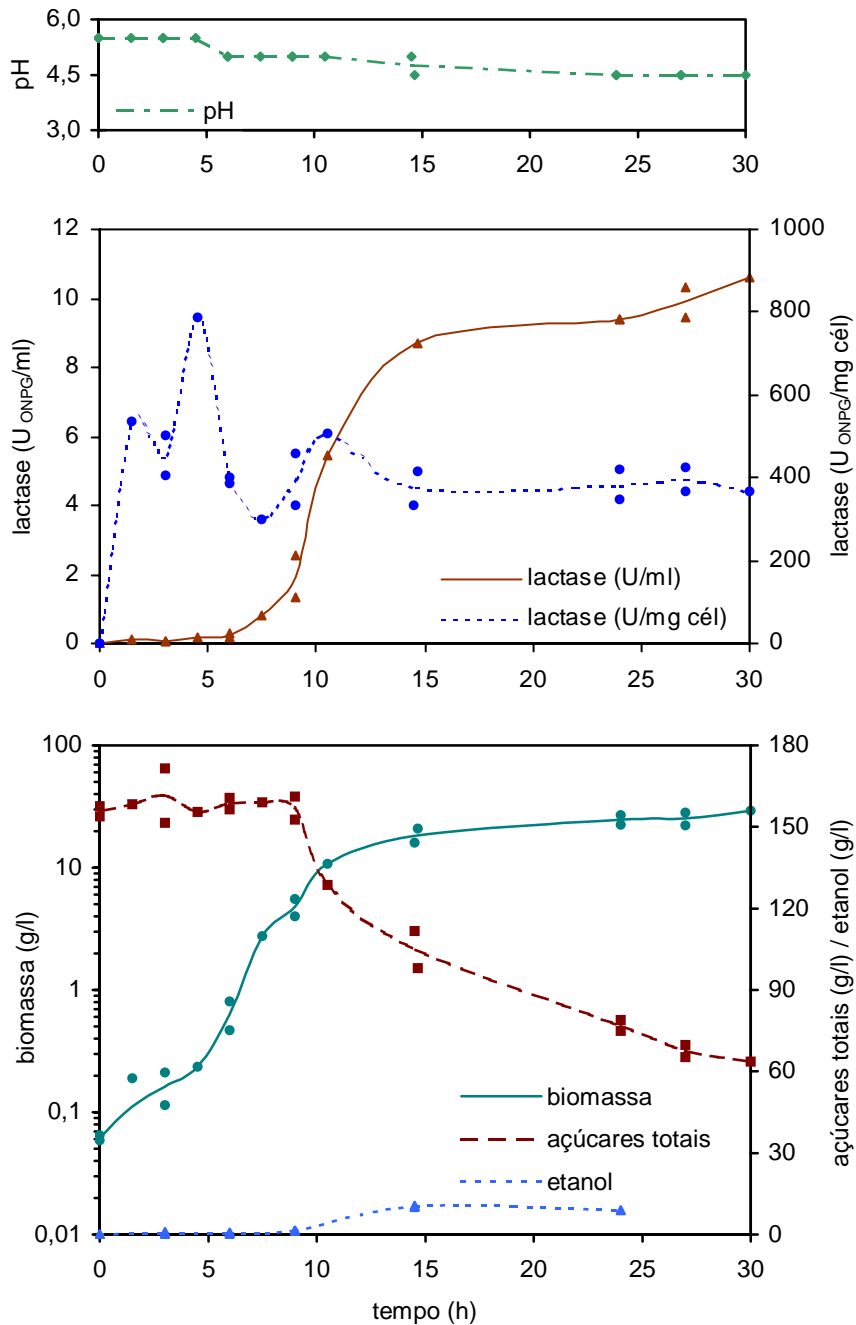 6,0
4,5
3,0
pH
pH
0 5 10 15 20 25 30
12
10
8
6
4
2
0
lactase (U ONPG/ml)
1000
800
600
400
200
0
lactase (U ONPG/mg cél)
lactase (U/ml)
lactase (U/mg cél)
0 5 10 15 20 25 30
100
10
1
0,1
0,01
biomassa (g/l)
180
150
120
90
60
30
0
açúcares totais (g/l) / etanol (g/l)
biomassa
açúcares totais
etanol
0 5 10 15 20 25 30
tempo (h)